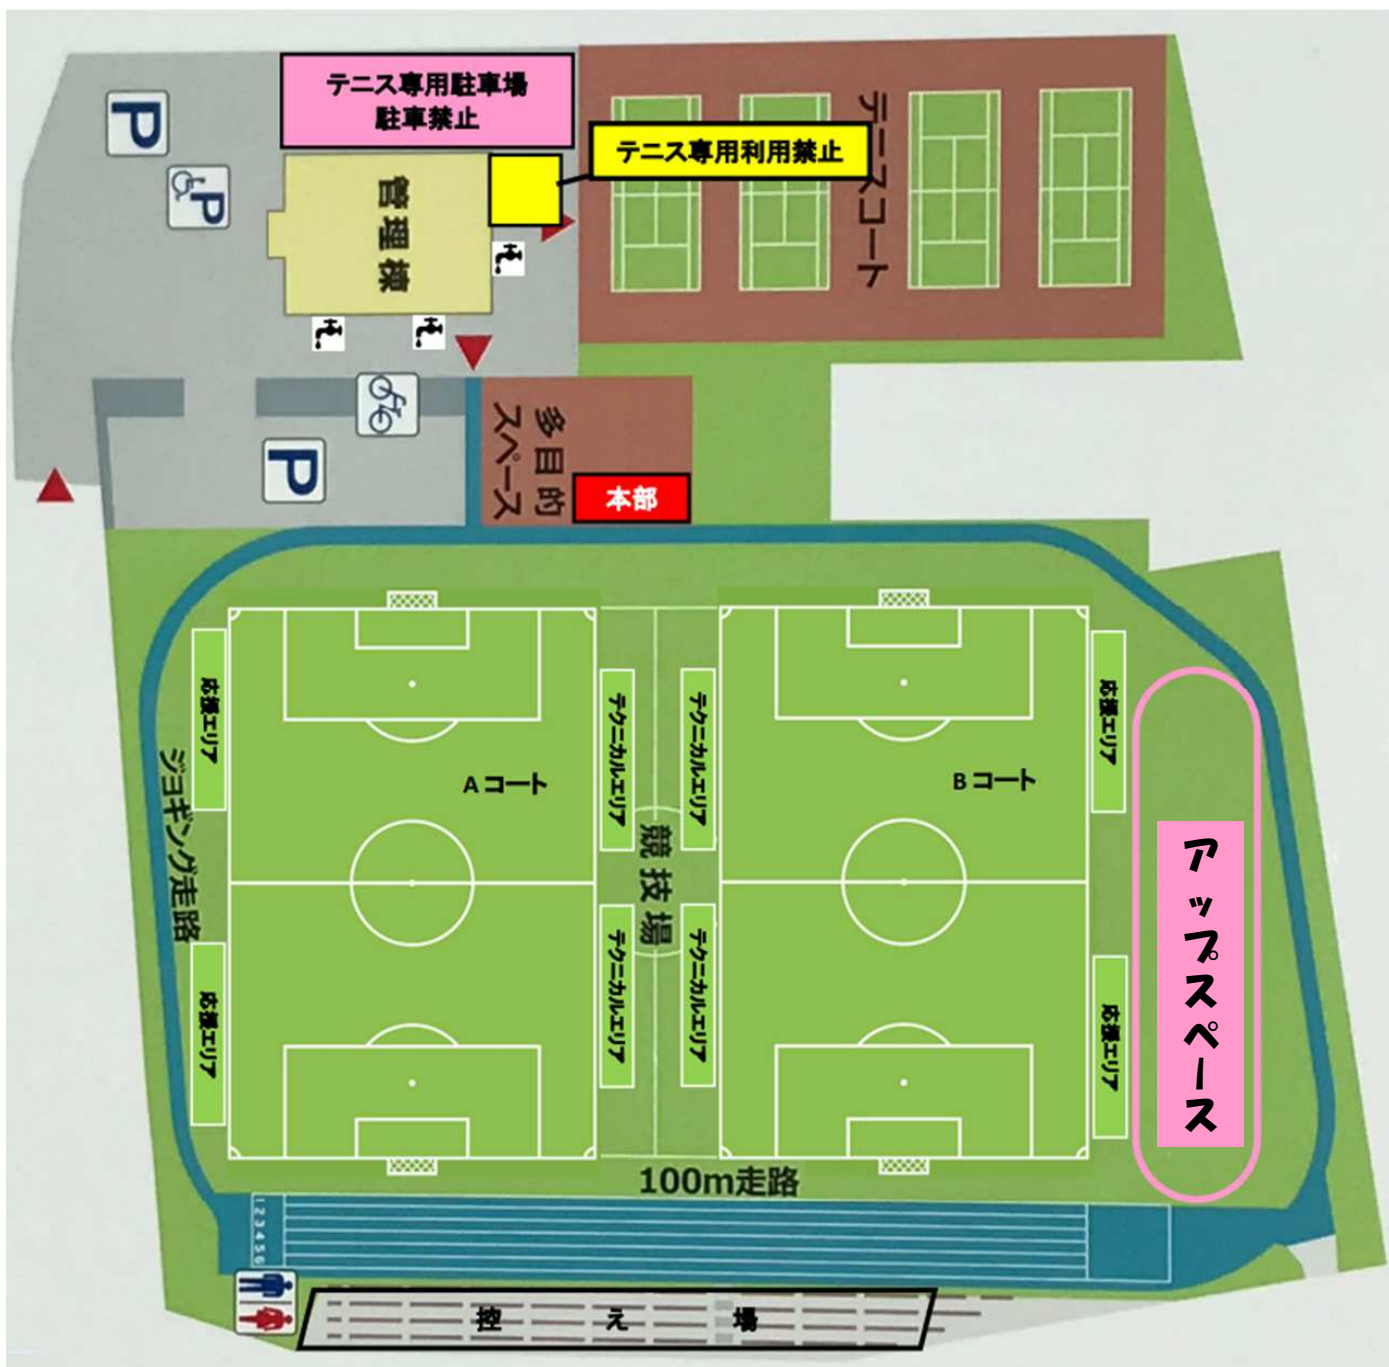 テニス専用駐車場
駐車禁止
P
P
テニス専用利用禁止
テニスコート
管理棟
P
多目的
スペース
本部
応援エリア
テクニカルエリア
テクニカルエリア
応援エリア
Aコート
Bコート
ジョギング走路
競技場
アップスペース
応援エリア
テクニカルエリア
テクニカルエリア
応援エリア
100m走路
1 2 3 4 5 6
控え場